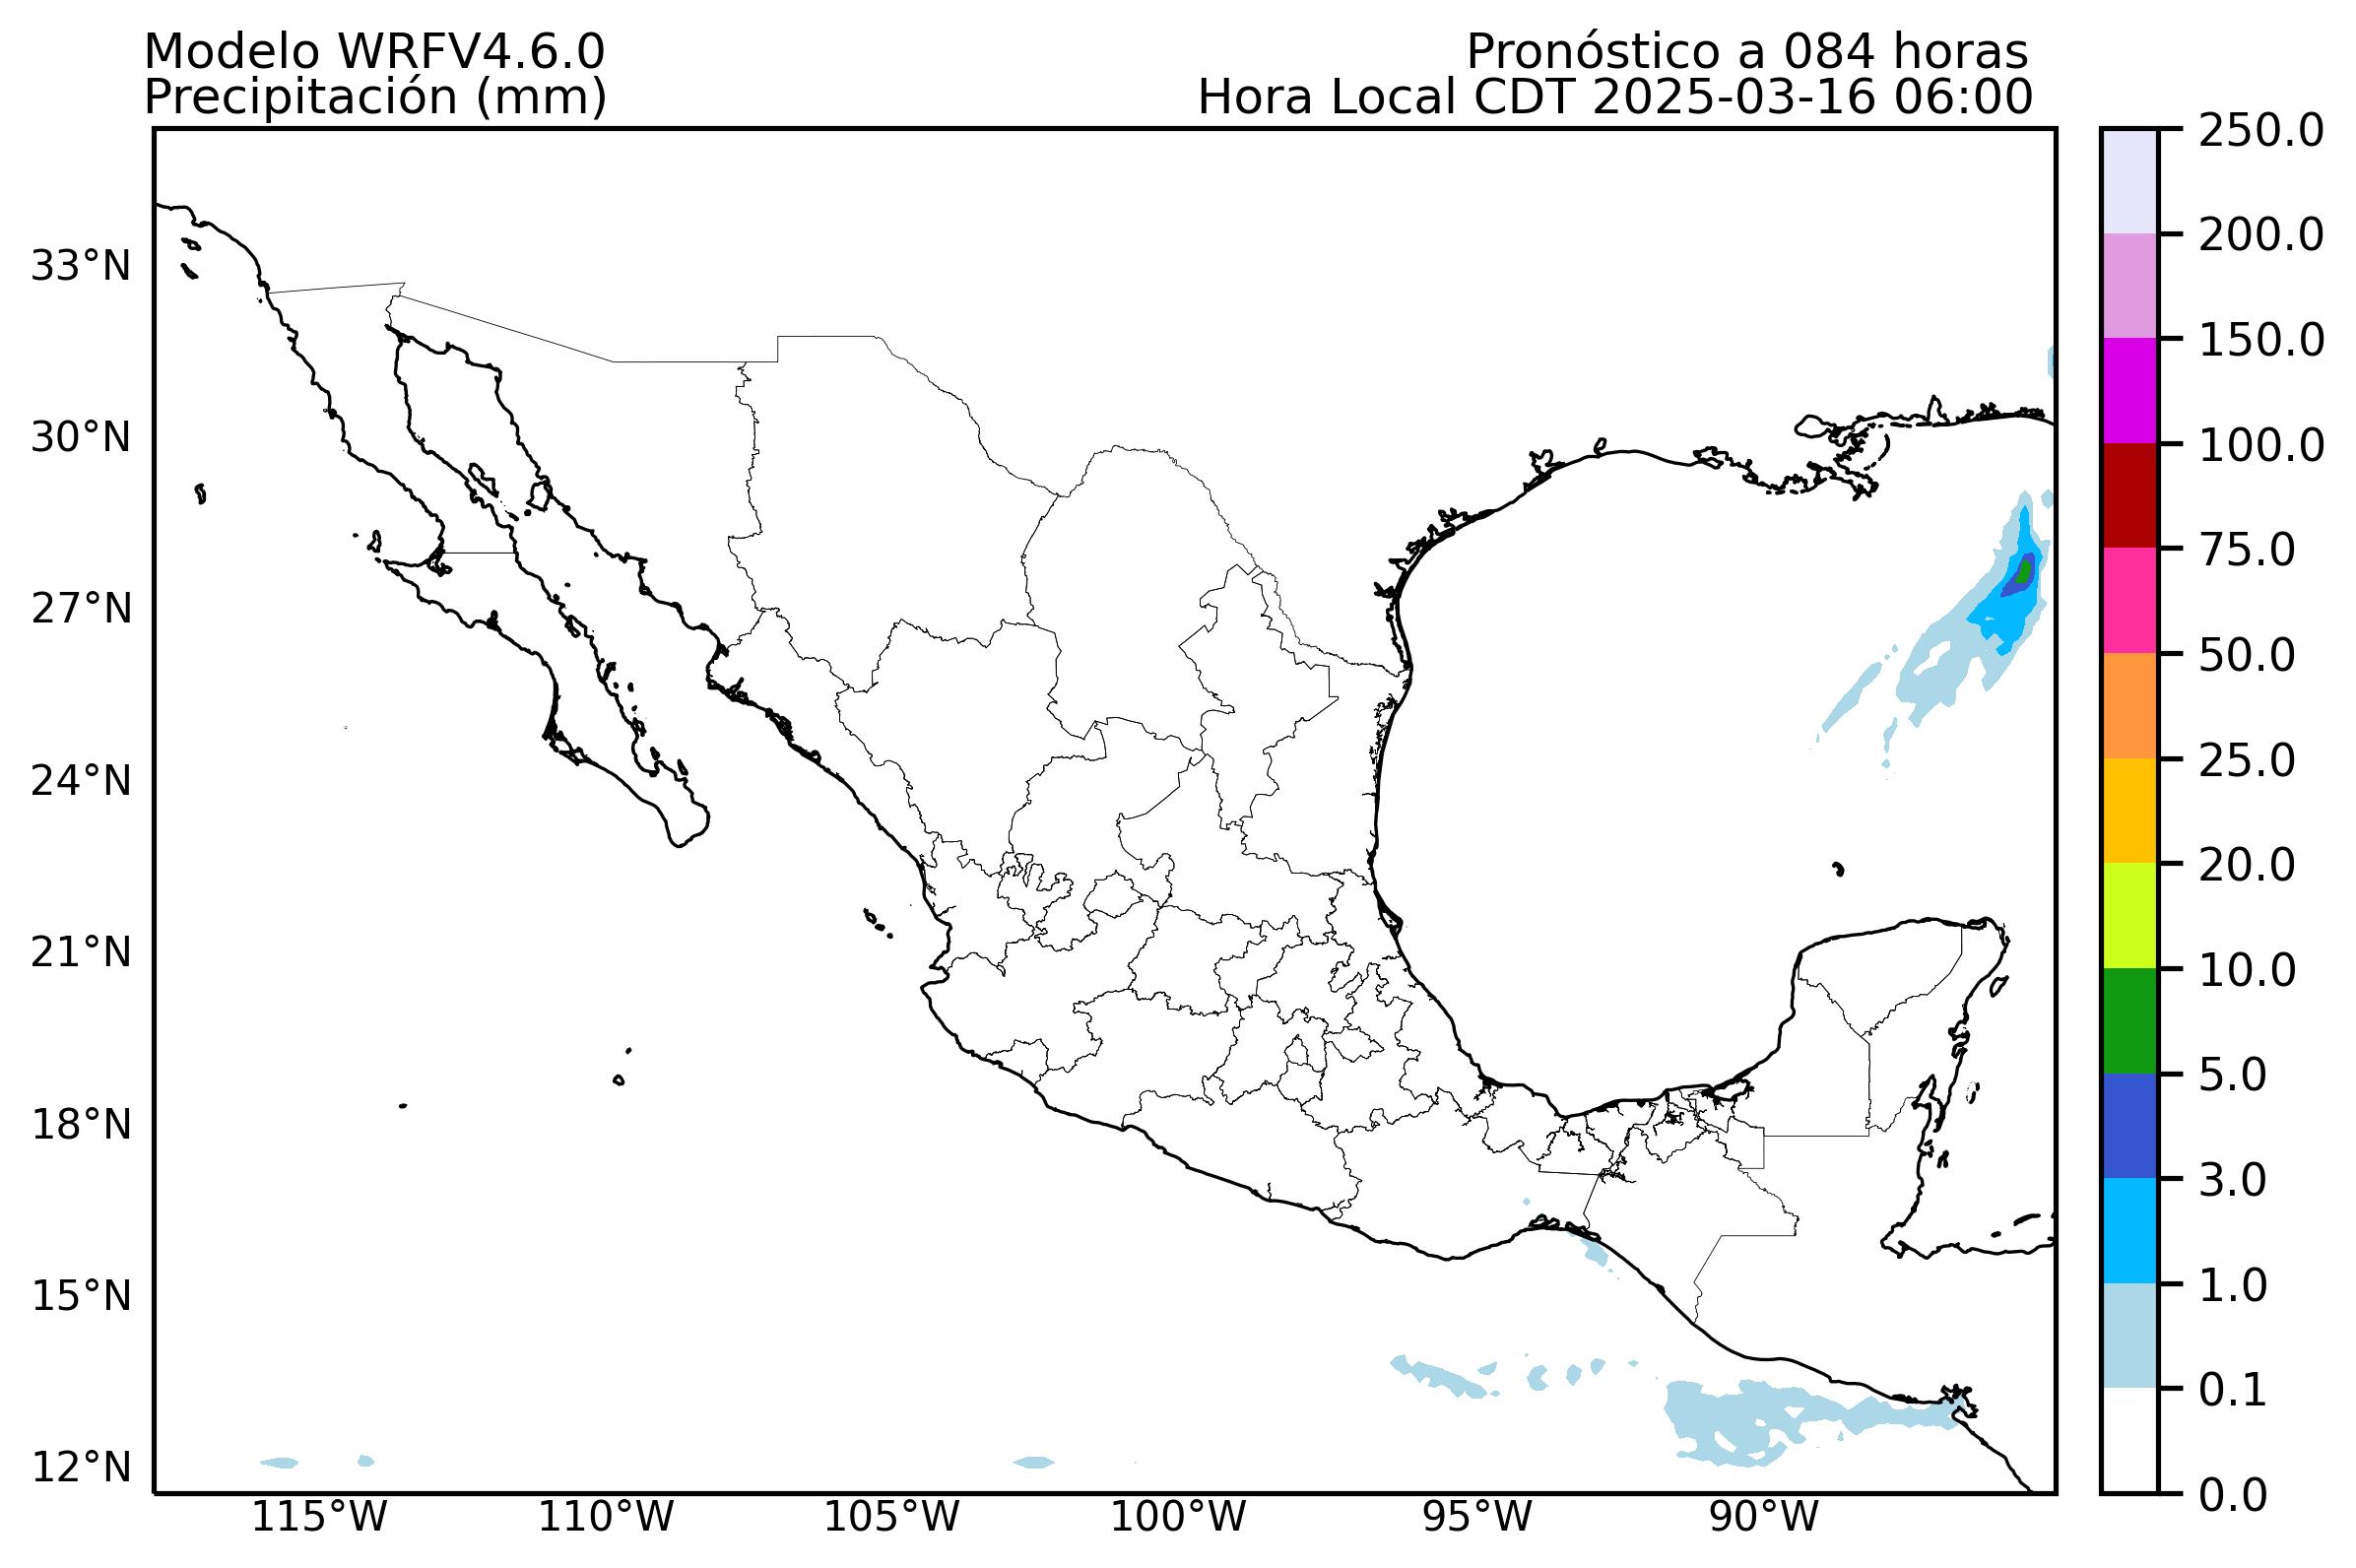 Modelo WRFV4.6.0
Pronóstico a 084 horas
Precipitación (mm)
Hora Local CDT 2025-03-16 06:00
33°N
30°N
27°N
24°N
21°N
18°N
15°N
12°N
115°W
110°W
105°W
100°W
95°W
90°W
250.0
200.0
150.0
100.0
75.0
50.0
25.0
20.0
10.0
5.0
3.0
1.0
0.1
0.0